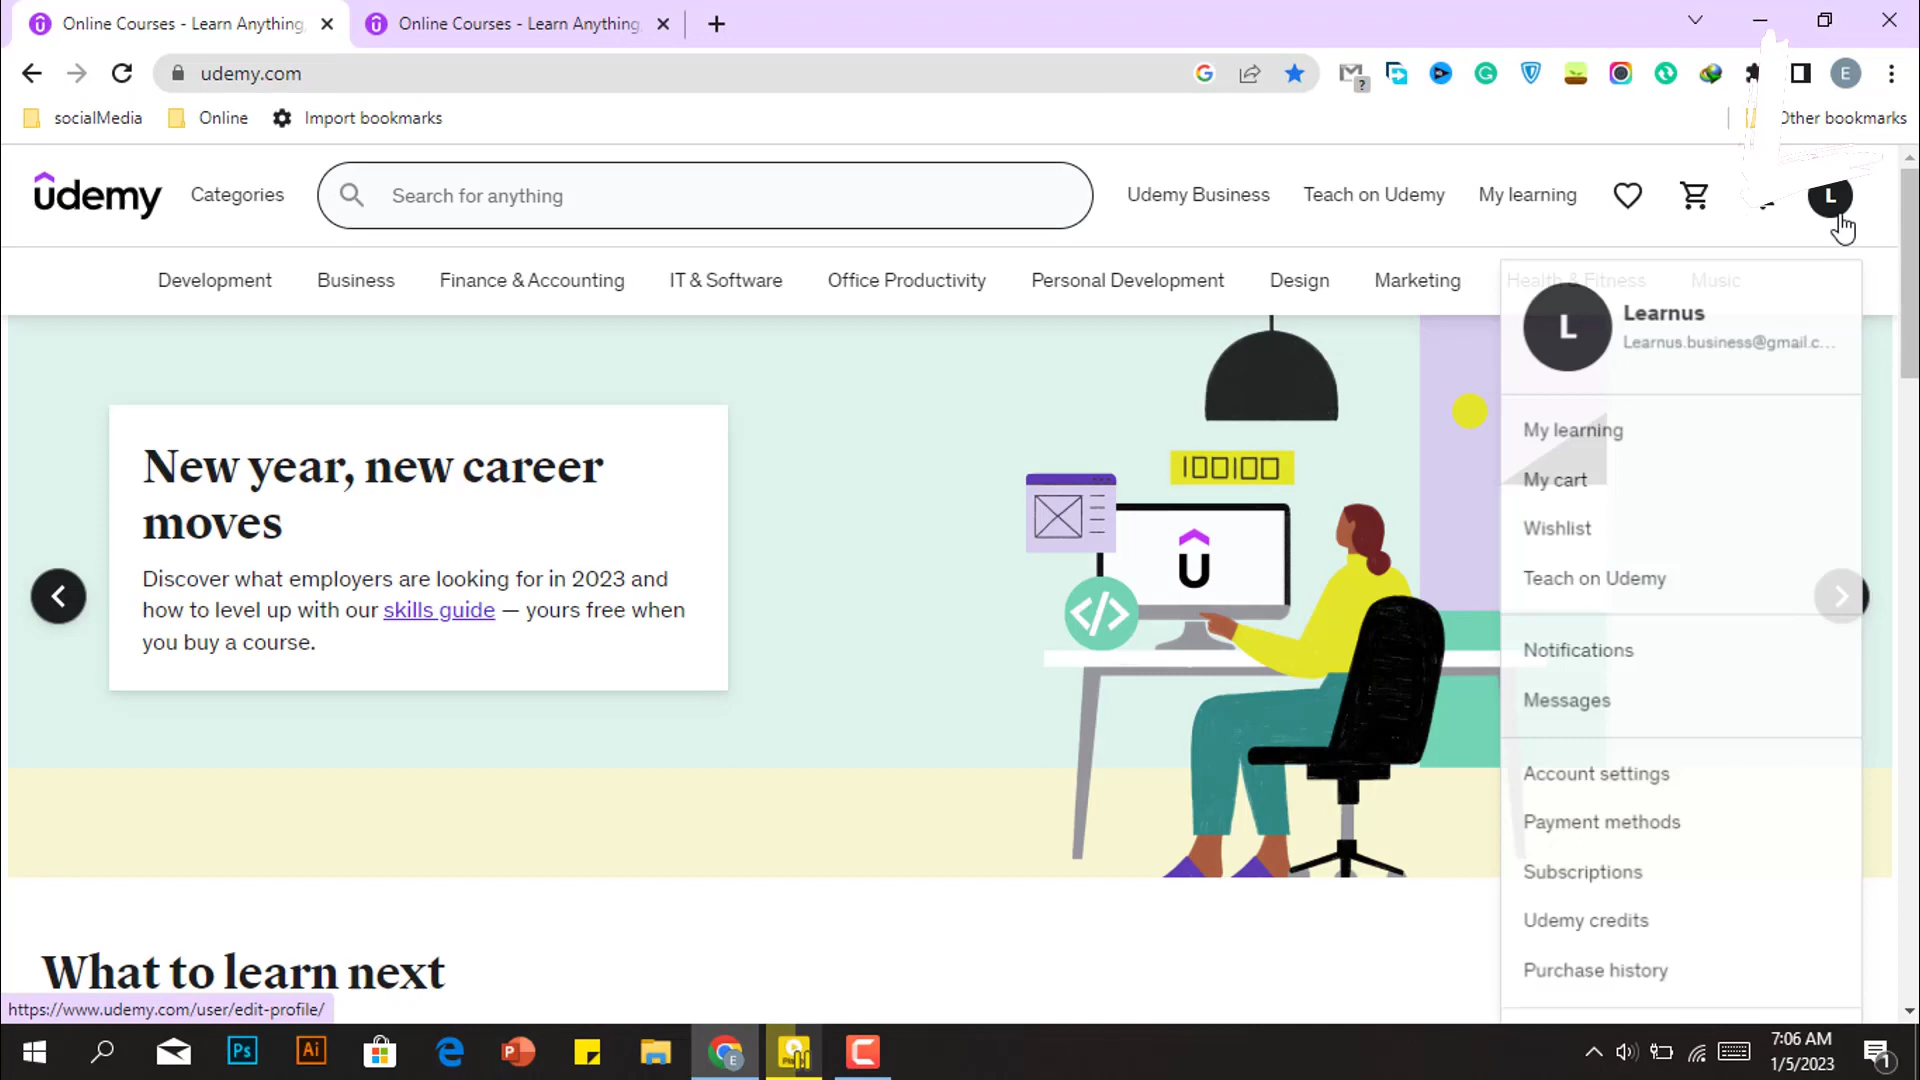 Online Courses - Learn Anything,
Online Courses - Learn Anything,
udemy.com
E
socialMedia
Online
Import bookmarks
Other bookmarks
udemy
Categories
Search for anything
Udemy Business
Teach on Udemy
My learning
L
Development
Business
Finance & Accounting
IT & Software
Office Productivity
Personal Development
Design
Marketing
Health & Fitness
Music
L
Learnus
Learnus.business@gmail.c...
My learning
My cart
Wishlist
Teach on Udemy
Notifications
Messages
Account settings
Payment methods
Subscriptions
Udemy credits
Purchase history
New year, new career
moves
Discover what employers are looking for in 2023 and
how to level up with our skills guide — yours free when
you buy a course.
100100
What to learn next
https://www.udemy.com/user/edit-profile/
Ps
Ai
7:06 AM
1/5/2023
1